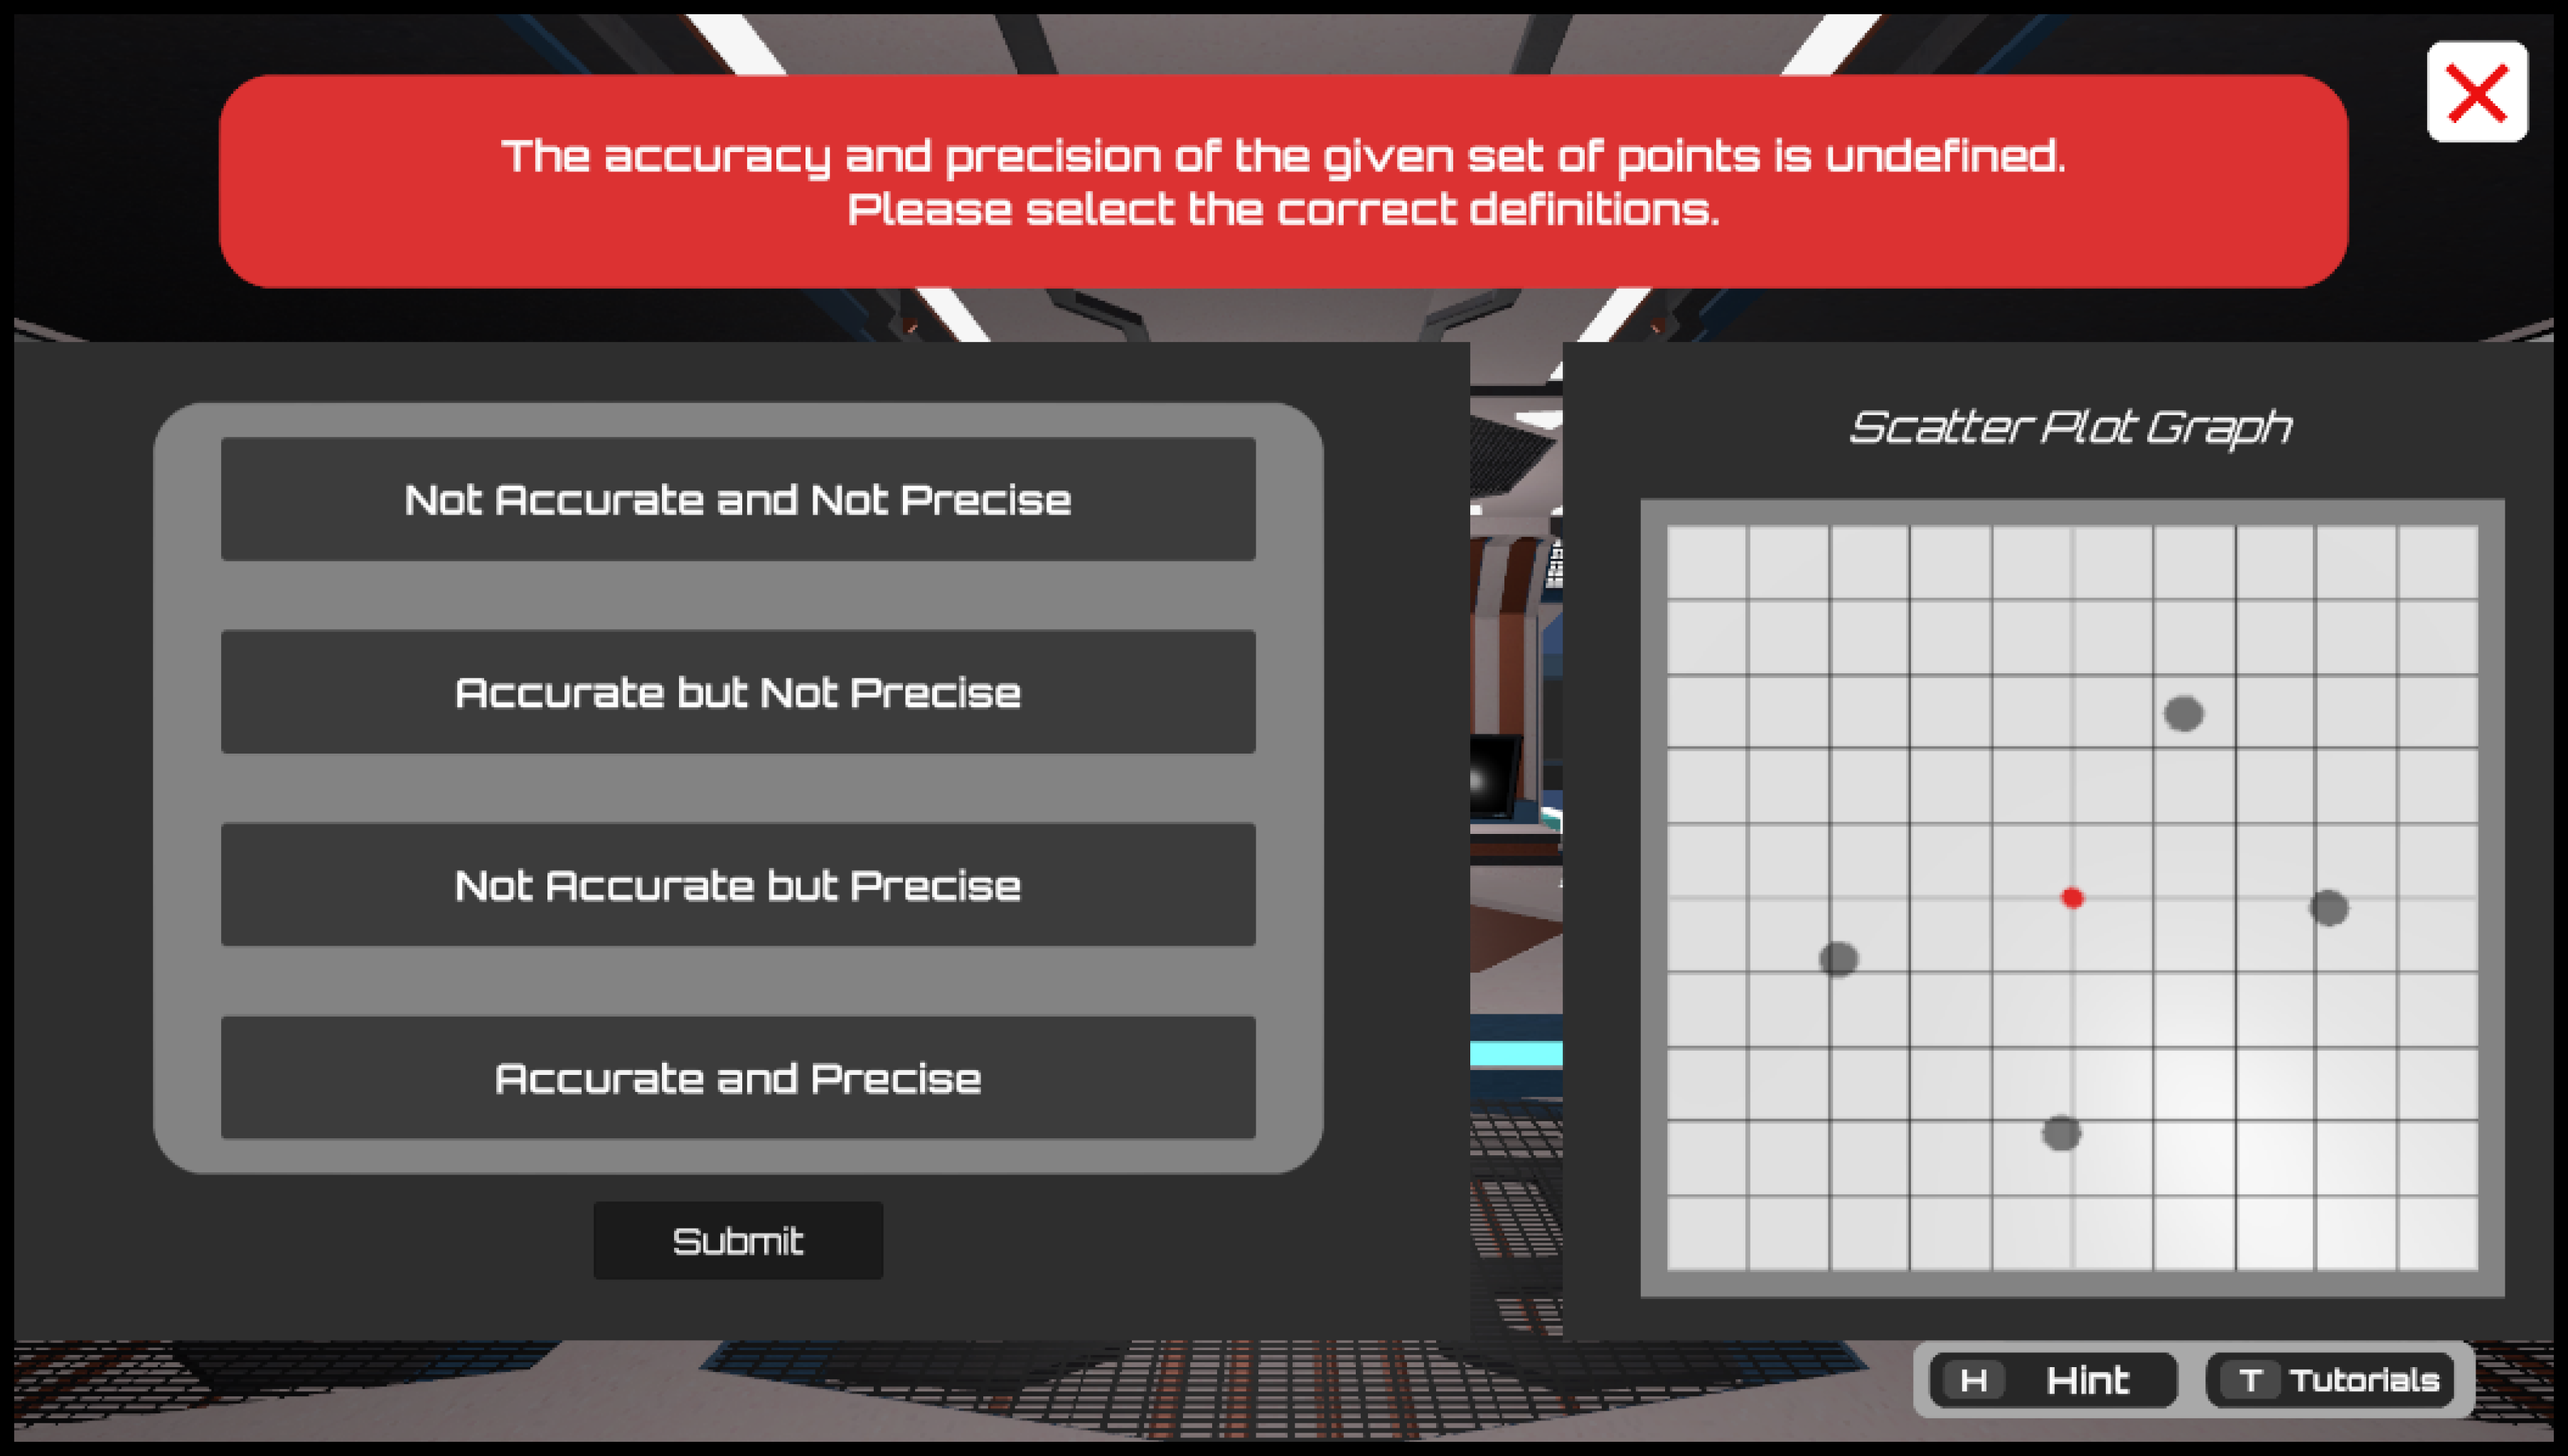 The accuracy and precision of the given set of points is undefined.
Please select the correct definitions.
Not Accurate and Not Precise
Accurate but Not Precise
Not Accurate but Precise
Accurate and Precise
Submit
Scatter Plot Graph
H Hint
T Tutorials